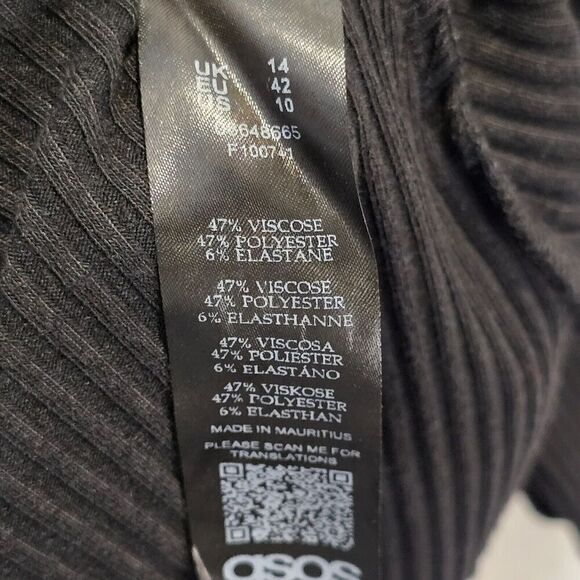 UK 14
EU 42
US 10
F100741
47% VISCOSE
47% POLYESTER
6% ELASTANE
47% VISCOSE
47% POLYESTER
6% ELASTHANNE
47% VISCOSA
47% POLIÉSTER
6% ELASTÁNO
47% VISKOSE
47% POLYESTER
6% ELASTHAN
MADE IN MAURITIUS
PLEASE SCAN ME FOR
TRANSLATIONS
asos